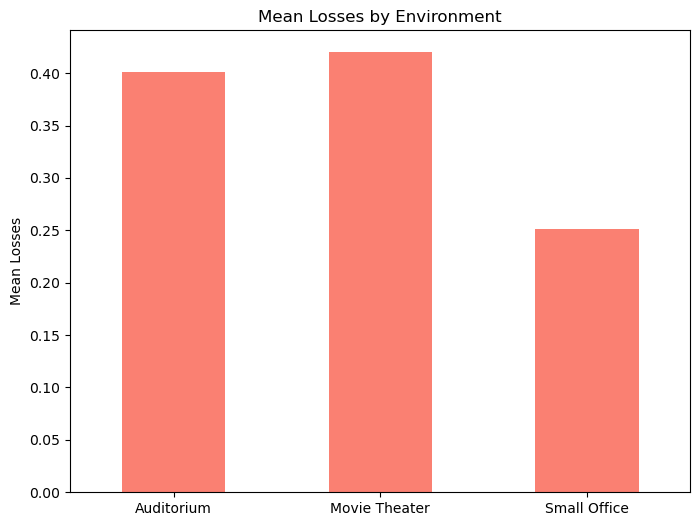 Mean Losses by Environment
Mean Losses
0.40
0.35
0.30
0.25
0.20
0.15
0.10
0.05
0.00
Auditorium
Movie Theater
Small Office